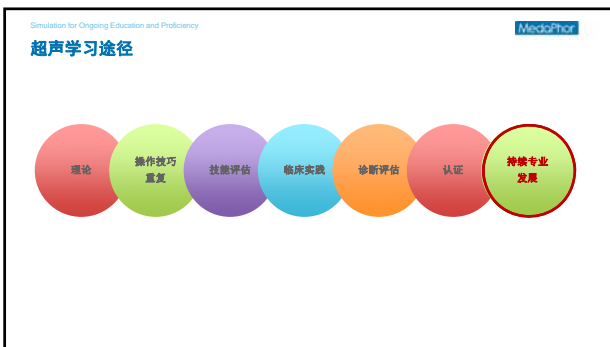 Simulation for Ongoing Education and Proficiency
MedaPhor
超声学习途径
理论
操作技巧
重复
技能评估
临床实践
诊断评估
认证
持续专业
发展